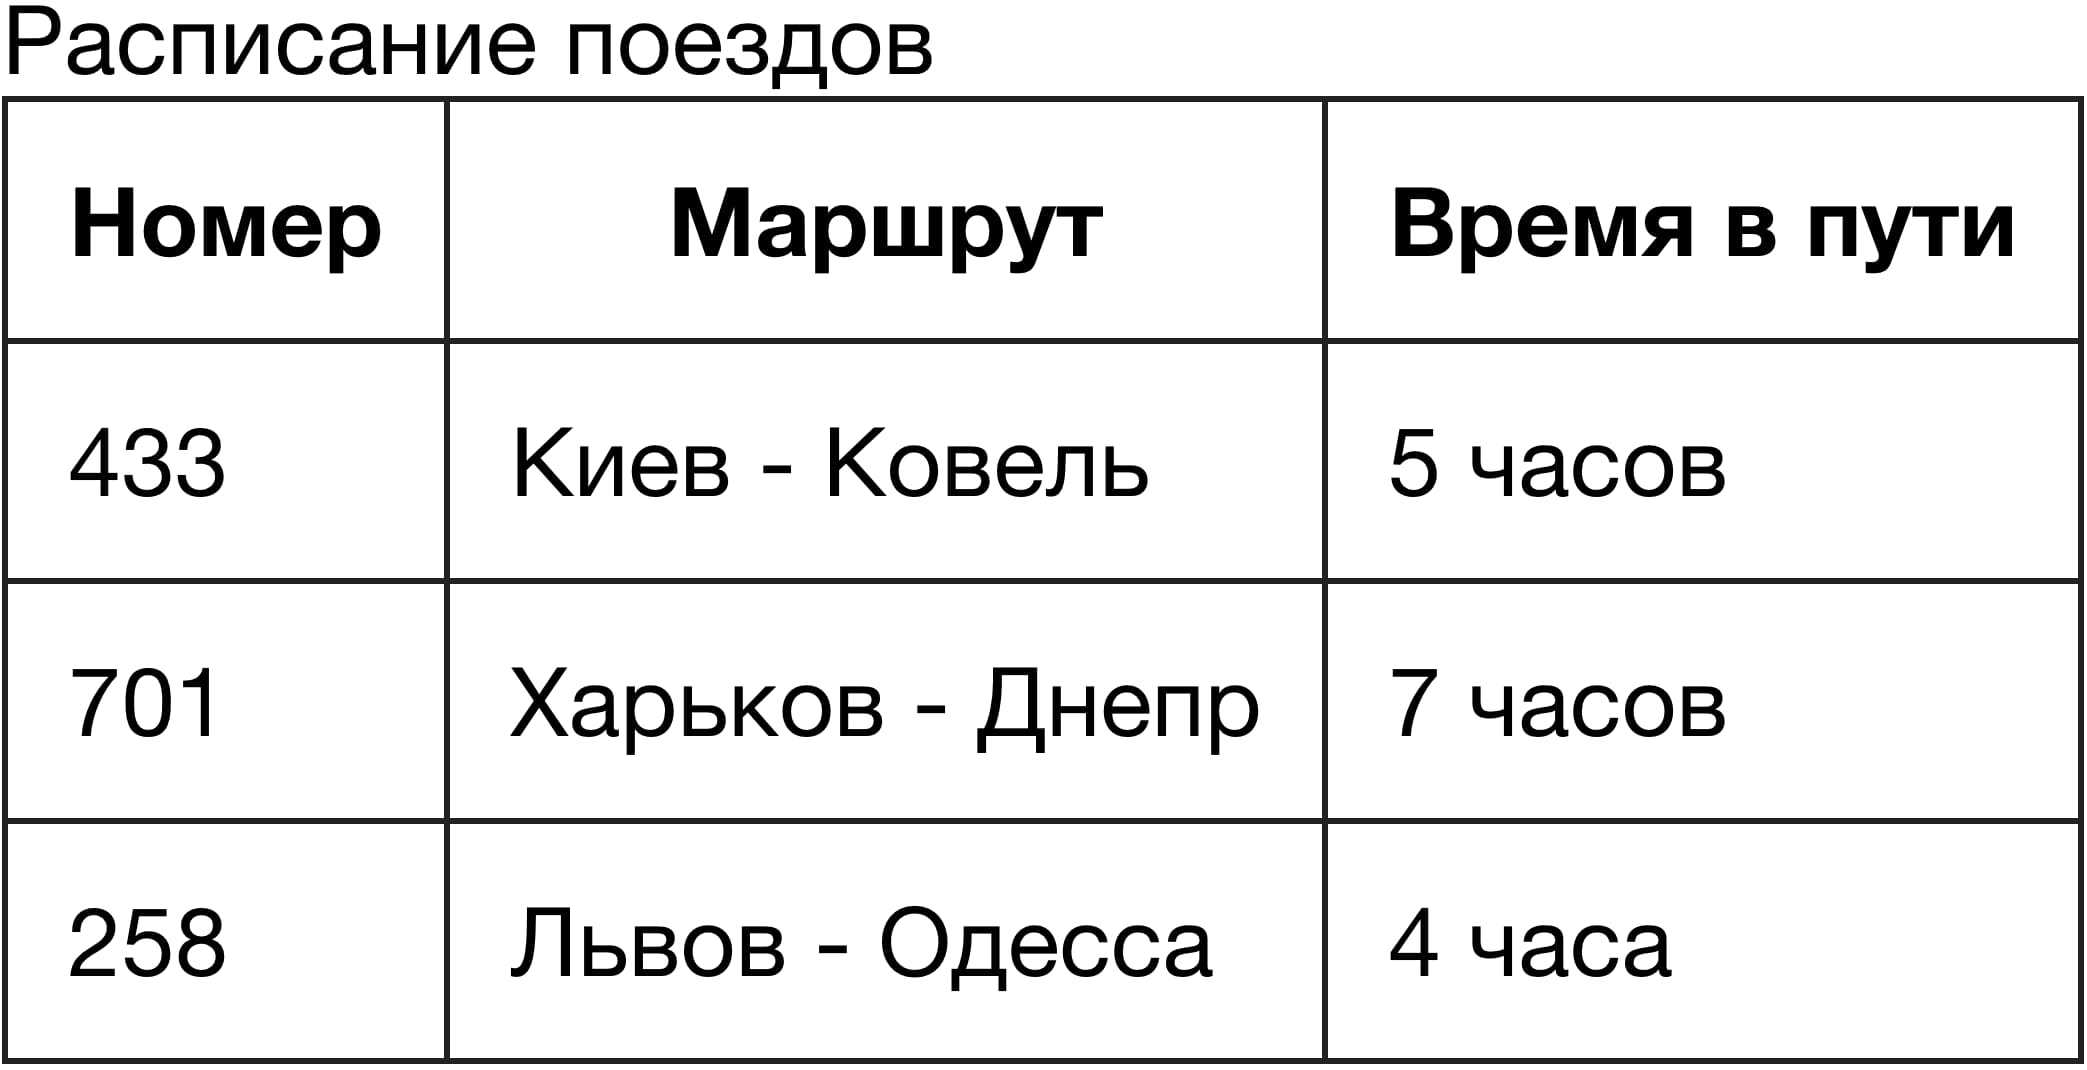 Расписание поездов
Номер Маршрут Время в пути
433 Киев - Ковель 5 часов
701 Харьков - Днепр 7 часов
258 Львов - Одесса 4 часа